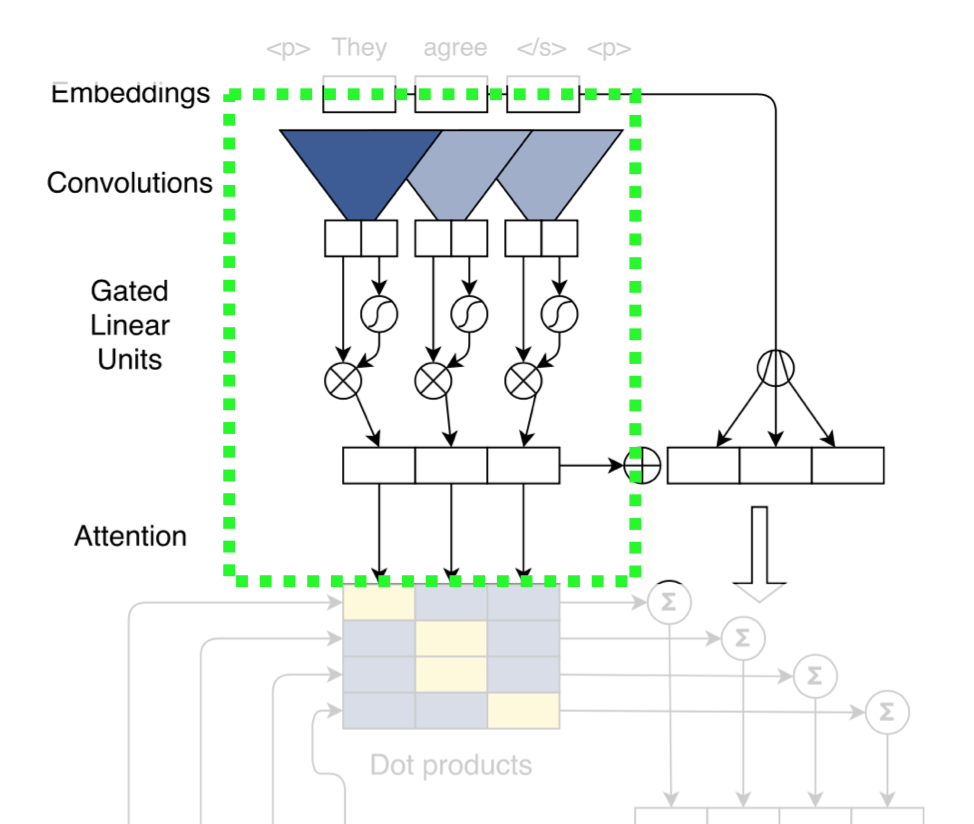 <p> They agree </s> <p>
Embeddings
Convolutions
Gated
Linear
Units
Attention
Σ
Σ
Σ
Σ
Dot products